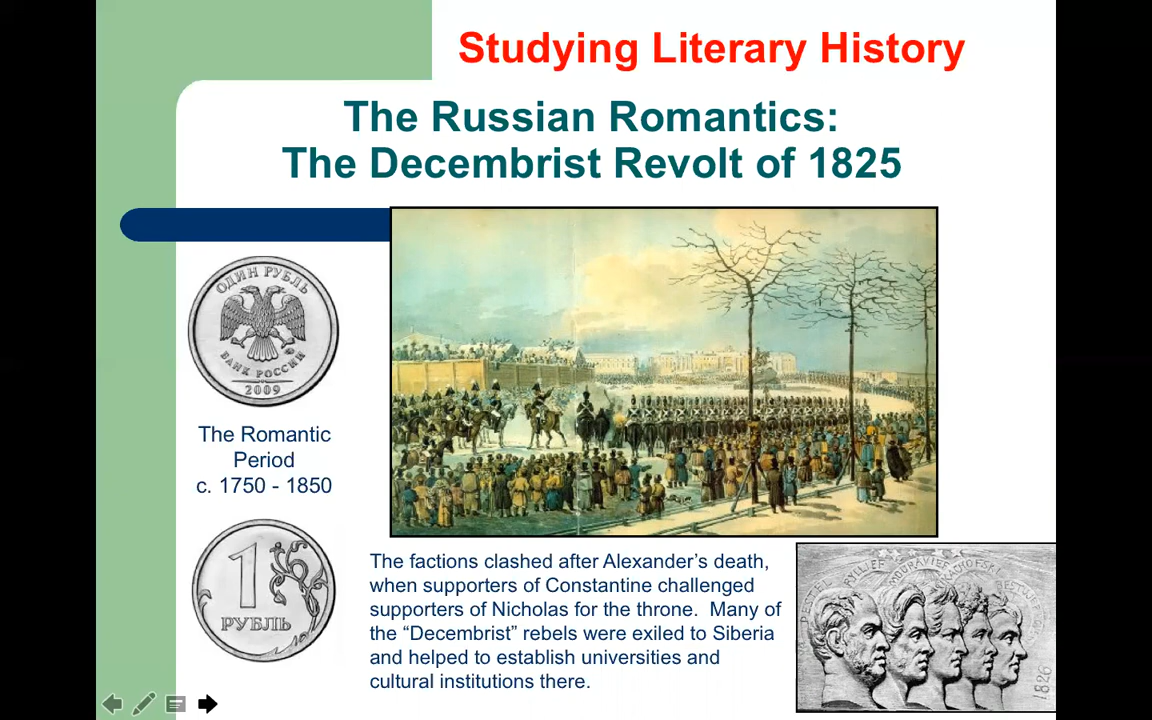 Studying Literary History
The Russian Romantics:
The Decembrist Revolt of 1825
ОДИН РУБЛЬ
БАНК РОССИИ
2009
The Romantic
Period
c. 1750 - 1850
1
РУБЛЬ
The factions clashed after Alexander’s death,
when supporters of Constantine challenged
supporters of Nicholas for the throne.  Many of
the “Decembrist” rebels were exiled to Siberia
and helped to establish universities and
cultural institutions there.
PESTEL RYLLIEF MOURAVIEF
1826